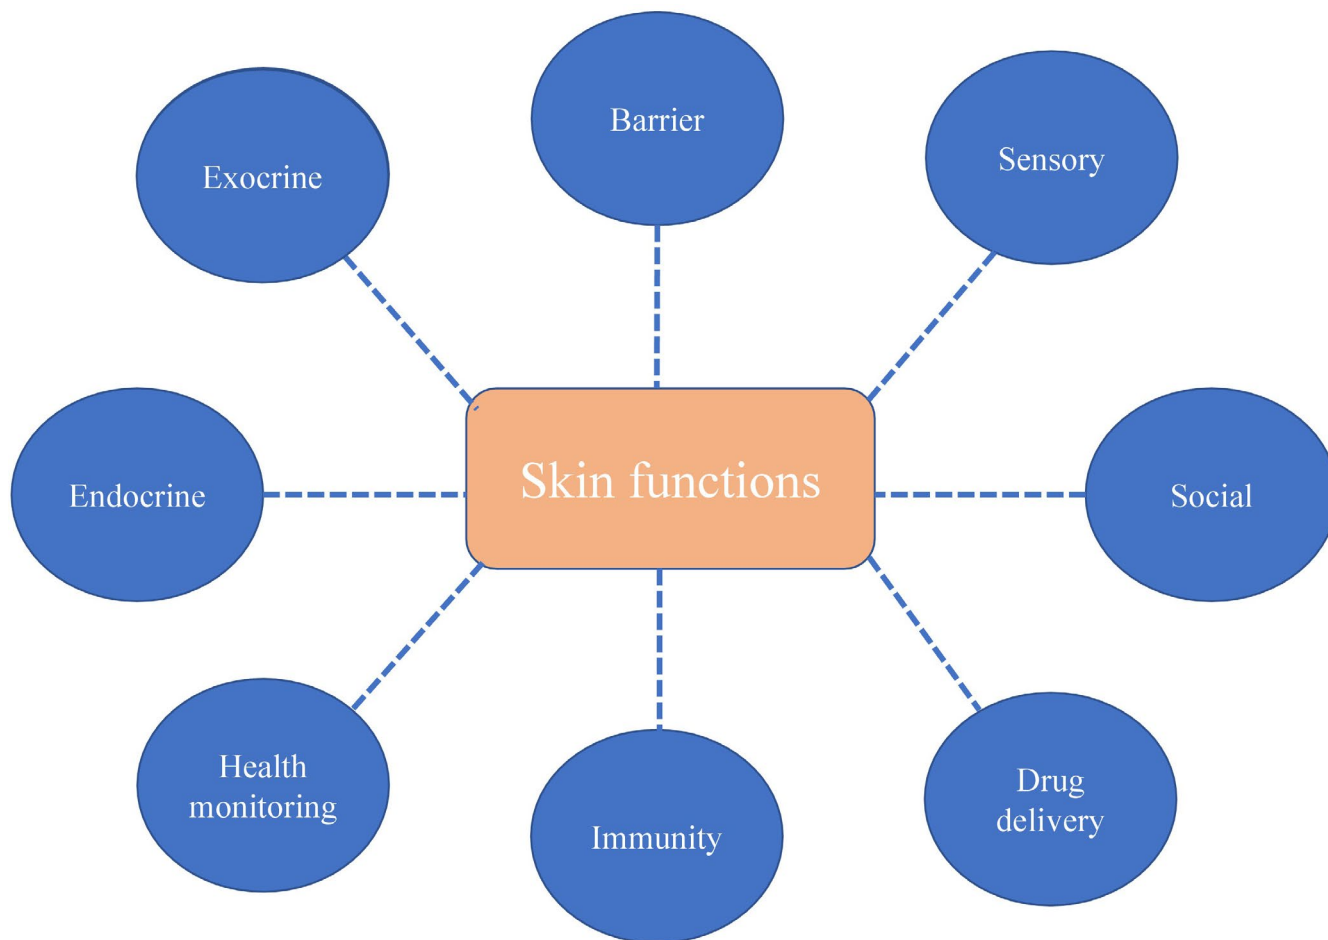 Barrier
Exocrine
Sensory
Skin functions
Endocrine
Social
Health
monitoring
Immunity
Drug
delivery